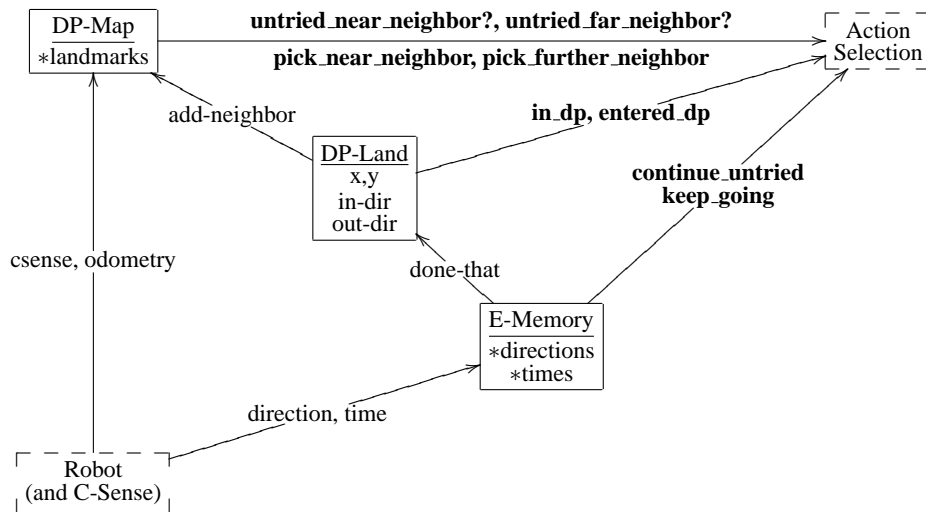 DP-Map
∗landmarks
untried_near_neighbor?, untried_far_neighbor?
pick_near_neighbor, pick_further_neighbor
Action
Selection
add-neighbor
in_dp, entered_dp
DP-Land
x,y
in-dir
out-dir
continue_untried
keep_going
csense, odometry
done-that
E-Memory
∗directions
∗times
direction, time
Robot
(and C-Sense)